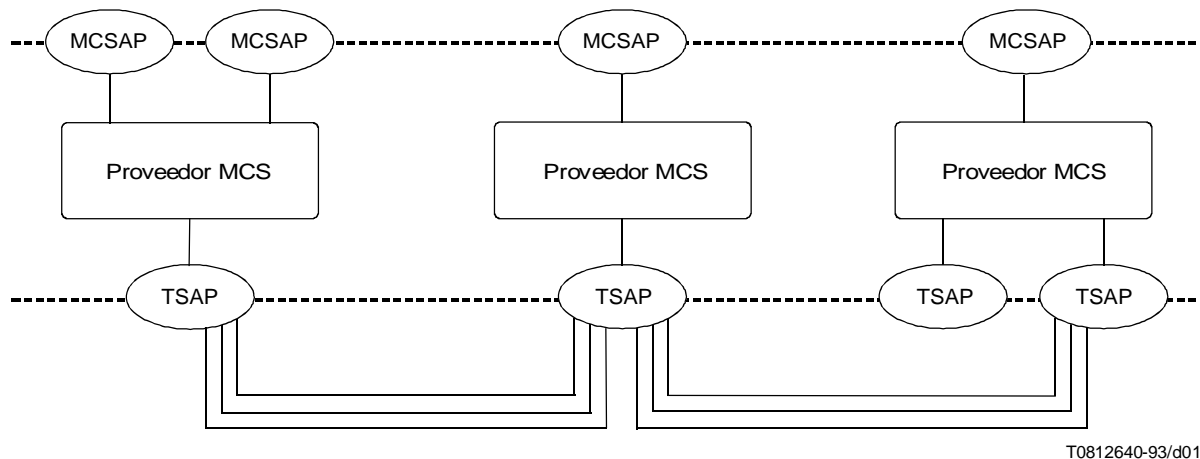 MCSAP MCSAP MCSAP MCSAP
Proveedor MCS Proveedor MCS Proveedor MCS
TSAP TSAP TSAP TSAP
T0812640-93/d01